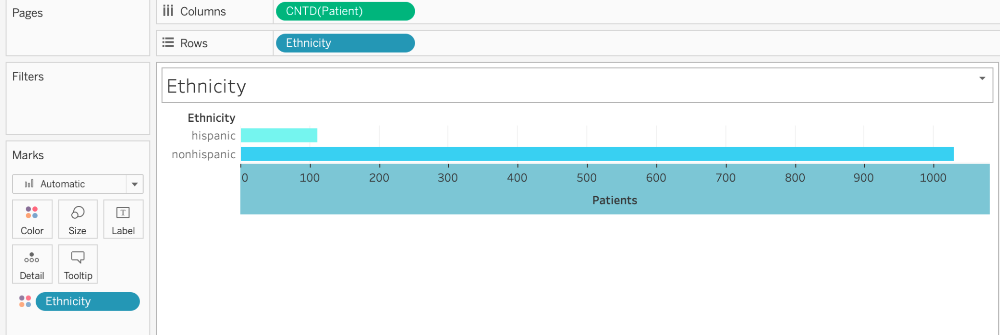 Pages
Columns
CNTD(Patient)
Rows
Ethnicity
Filters
Ethnicity
Ethnicity
hispanic
nonhispanic
0 100 200 300 400 500 600 700 800 900 1000
Patients
Marks
Automatic
Color Size T Label
Detail Tooltip
Ethnicity